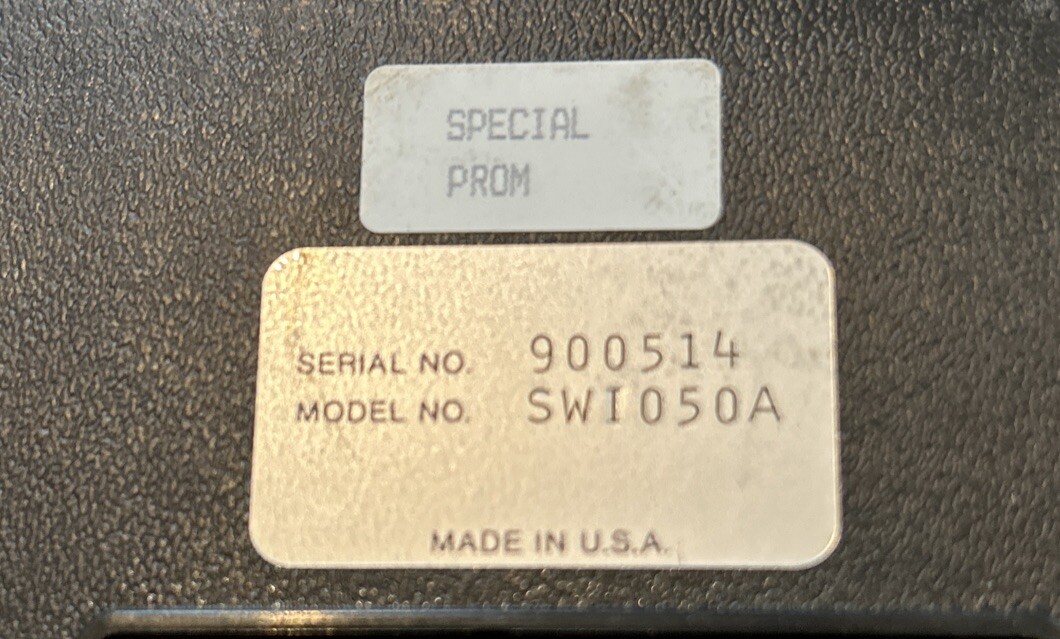 SPECIAL
PROM
SERIAL NO. 900514
MODEL NO. SWI050A
MADE IN U.S.A.